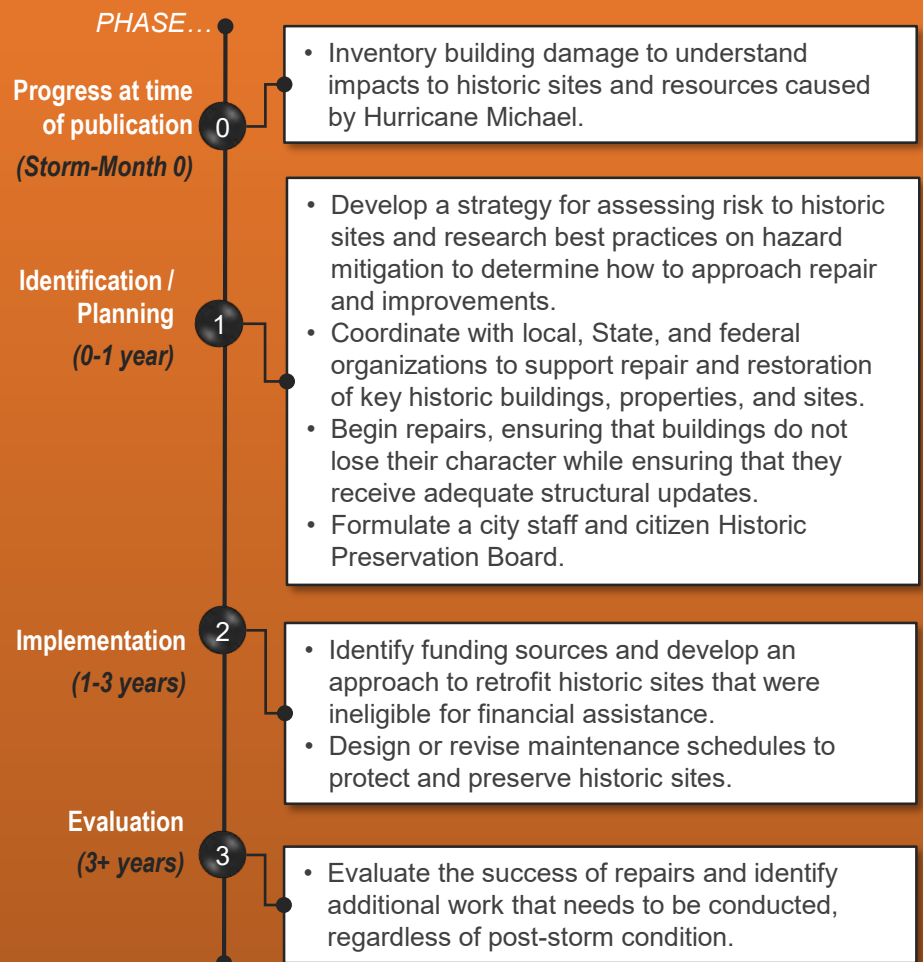 PHASE…
Progress at time
of publication
(Storm-Month 0)
0
• Inventory building damage to understand
impacts to historic sites and resources caused
by Hurricane Michael.
Identification /
Planning
(0-1 year)
1
• Develop a strategy for assessing risk to historic
sites and research best practices on hazard
mitigation to determine how to approach repair
and improvements.
• Coordinate with local, State, and federal
organizations to support repair and restoration
of key historic buildings, properties, and sites.
• Begin repairs, ensuring that buildings do not
lose their character while ensuring that they
receive adequate structural updates.
• Formulate a city staff and citizen Historic
Preservation Board.
Implementation
(1-3 years)
2
• Identify funding sources and develop an
approach to retrofit historic sites that were
ineligible for financial assistance.
• Design or revise maintenance schedules to
protect and preserve historic sites.
Evaluation
(3+ years)
3
• Evaluate the success of repairs and identify
additional work that needs to be conducted,
regardless of post-storm condition.